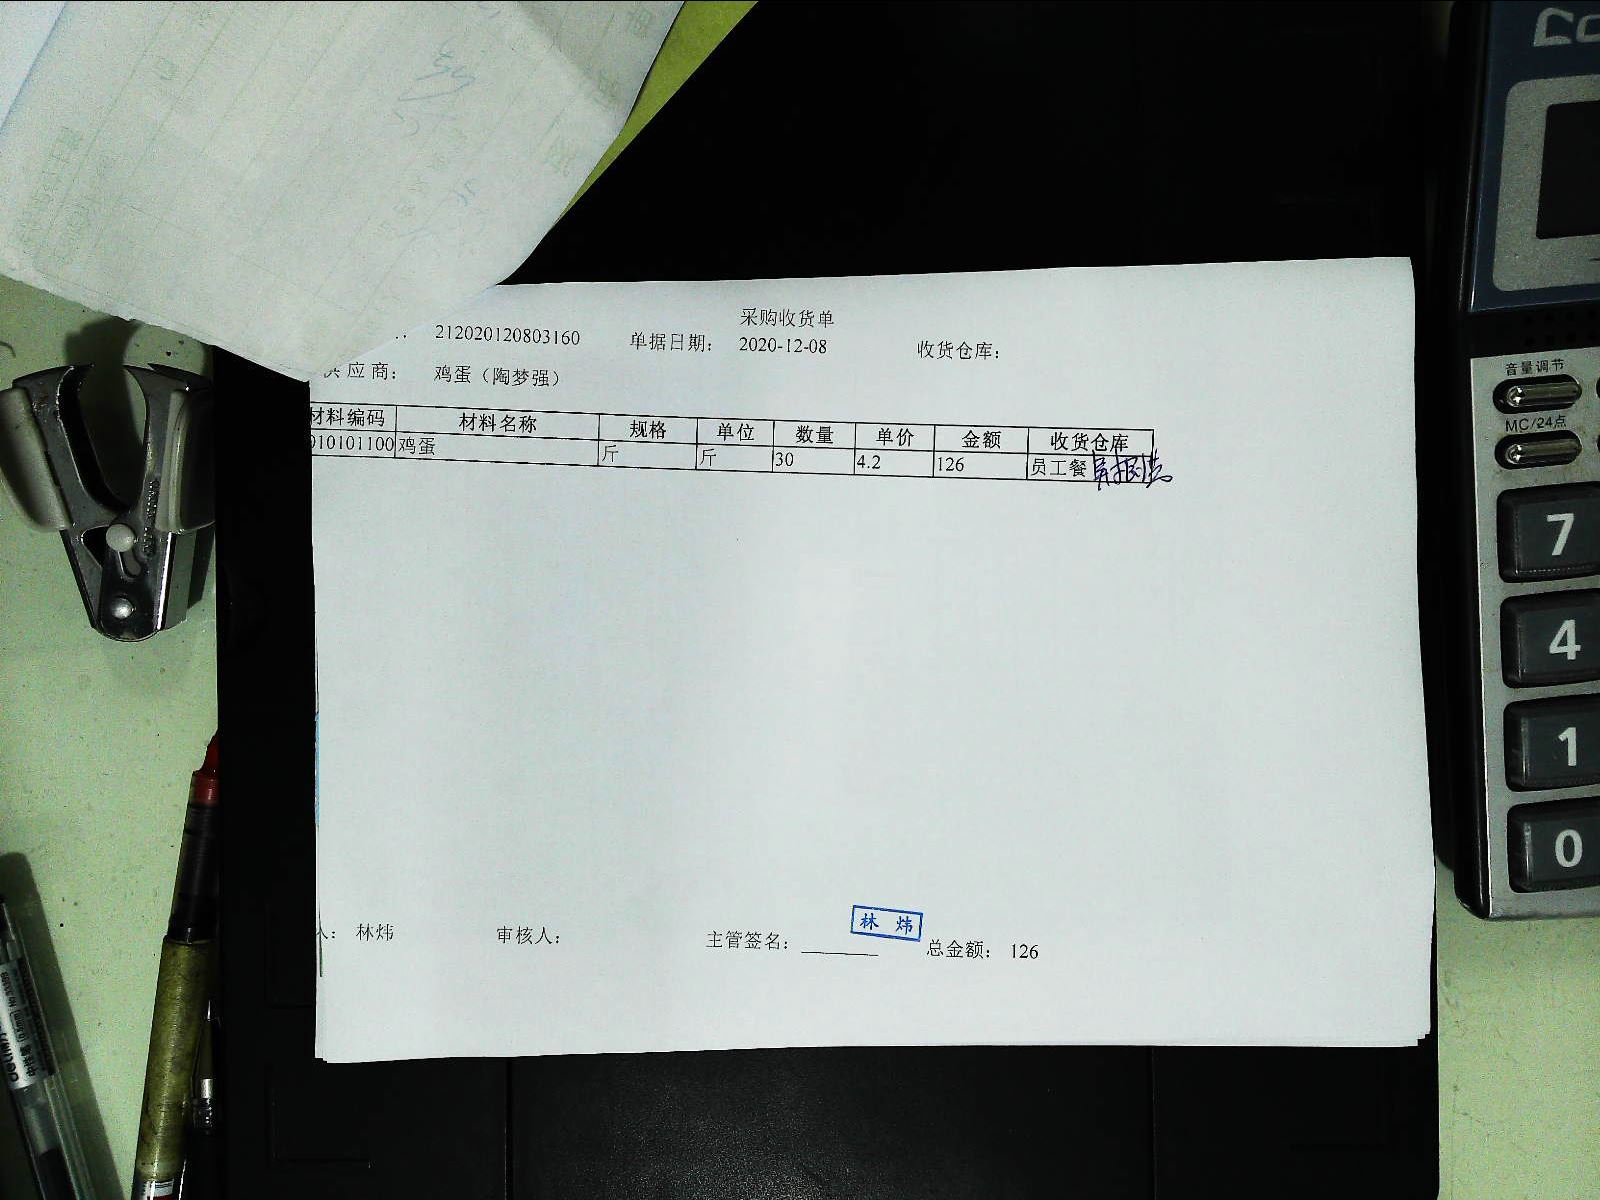 采购收货单
212020120803160 单据日期: 2020-12-08 收货仓库:
供应商: 鸡蛋（陶梦强）
材料编码 材料名称 规格 单位 数量 单价 金额 收货仓库
010101100 鸡蛋 斤 斤 30 4.2 126 员工餐
人: 林炜 审核人: 主管签名: 林炜 总金额: 126
音量调节
MC/24点
7
4
1
0